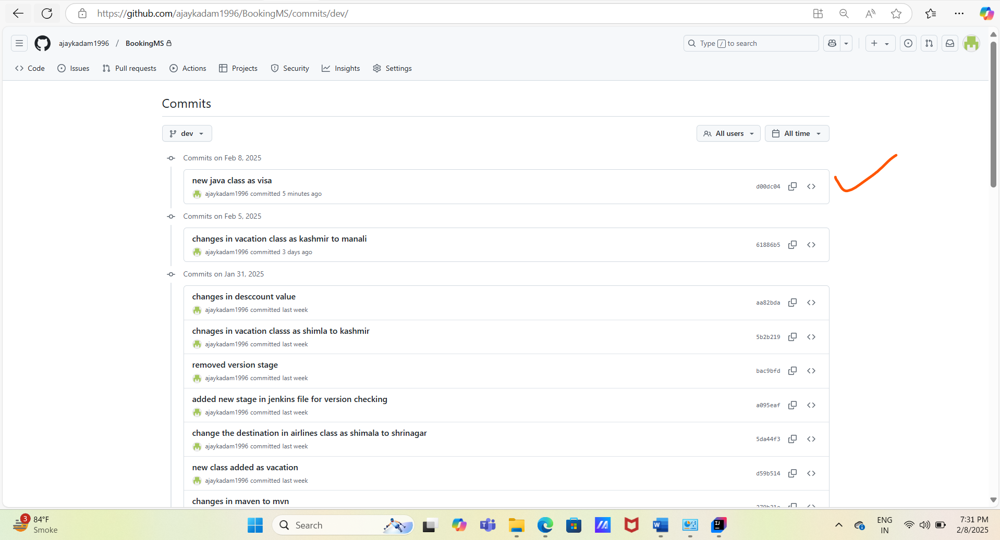 https://github.com/ajaykadam1996/BookingMS/commits/dev/
ajaykadam1996 / BookingMS
Type / to search
Code Issues Pull requests Actions Projects Security Insights Settings
Commits
dev
All users All time
Commits on Feb 8, 2025
new java class as visa
ajaykadam1996 committed 5 minutes ago
d00dc04
Commits on Feb 5, 2025
changes in vacation class as kashmir to manali
ajaykadam1996 committed 3 days ago
61886b5
Commits on Jan 31, 2025
changes in desccount value
ajaykadam1996 committed last week
aa82bda
chnages in vacation classs as shimla to kashmir
ajaykadam1996 committed last week
5b2b219
removed version stage
ajaykadam1996 committed last week
bac9bfd
added new stage in jenkins file for version checking
ajaykadam1996 committed last week
a095eaf
change the destination in airlines class as shimala to shrinagar
ajaykadam1996 committed last week
5da44f3
new class added as vacation
ajaykadam1996 committed last week
d59b514
changes in maven to mvn
3
84°F
Smoke
Search
ENG
IN
7:31 PM
2/8/2025